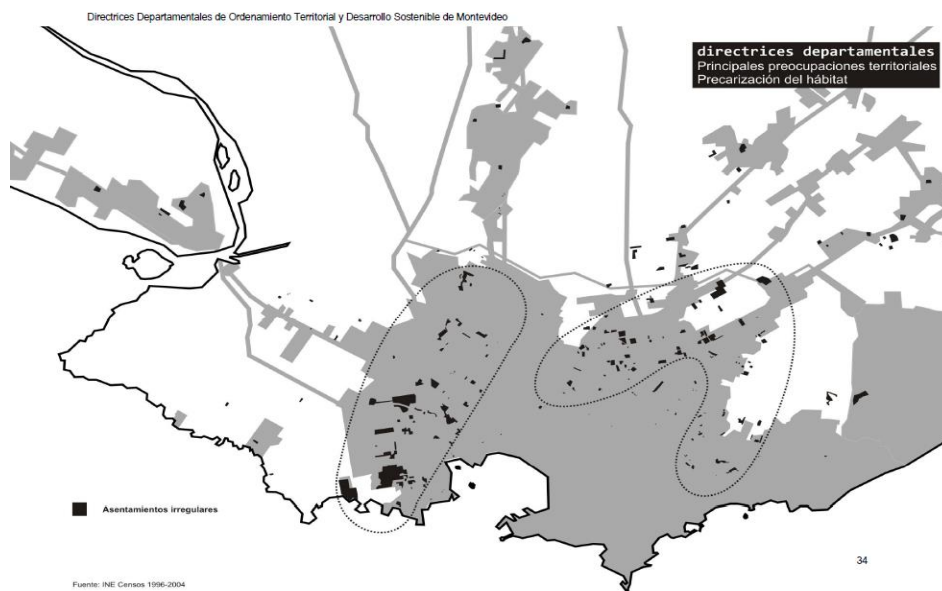 Directrices Departamentales de Ordenamiento Territorial y Desarrollo Sostenible de Montevideo
directrices departamentales
Principales preocupaciones territoriales
Precarización del hábitat
Asentamientos irregulares
34
Fuente: INE Censos 1996-2004